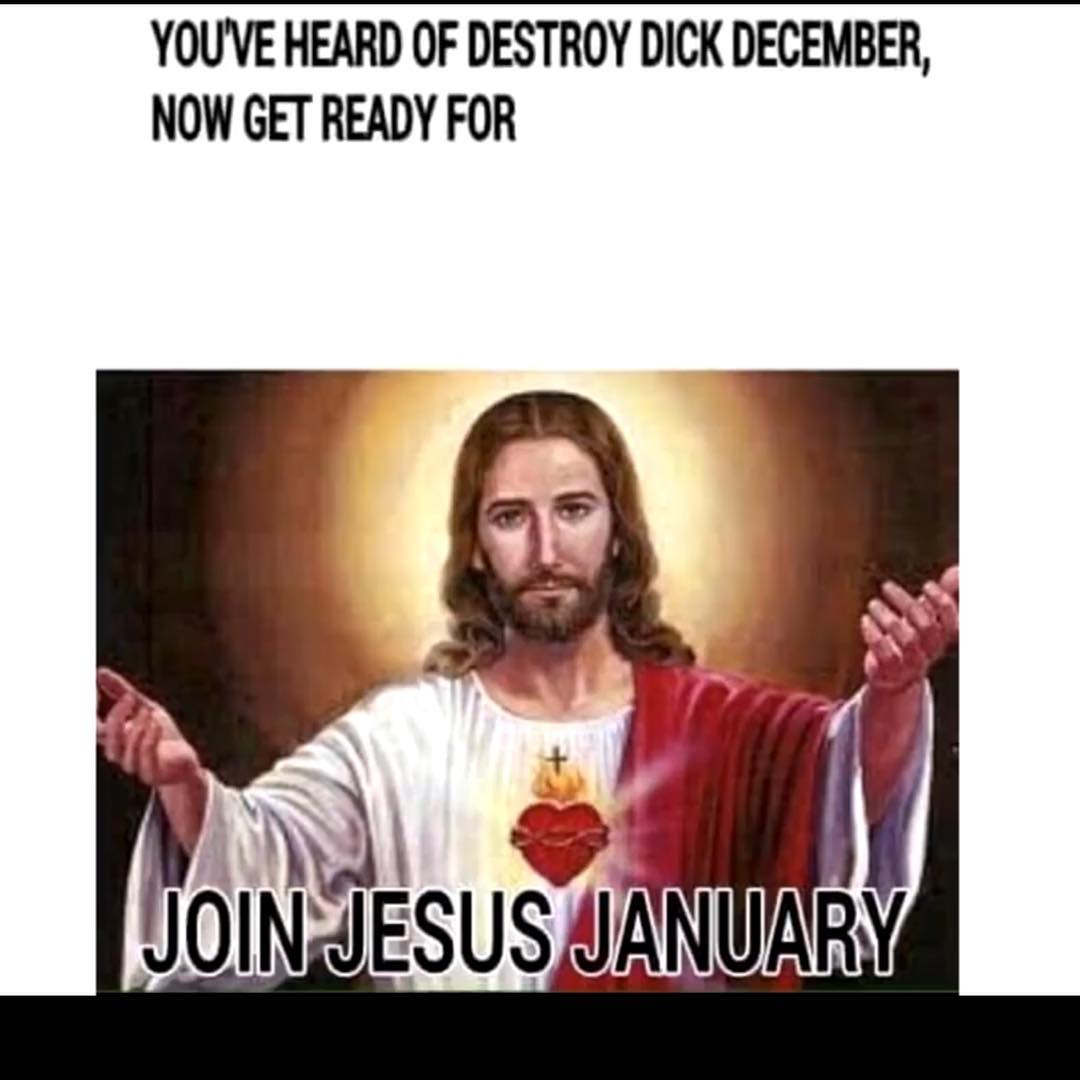 YOU'VE HEARD OF DESTROY DICK DECEMBER,
NOW GET READY FOR
JOIN JESUS JANUARY